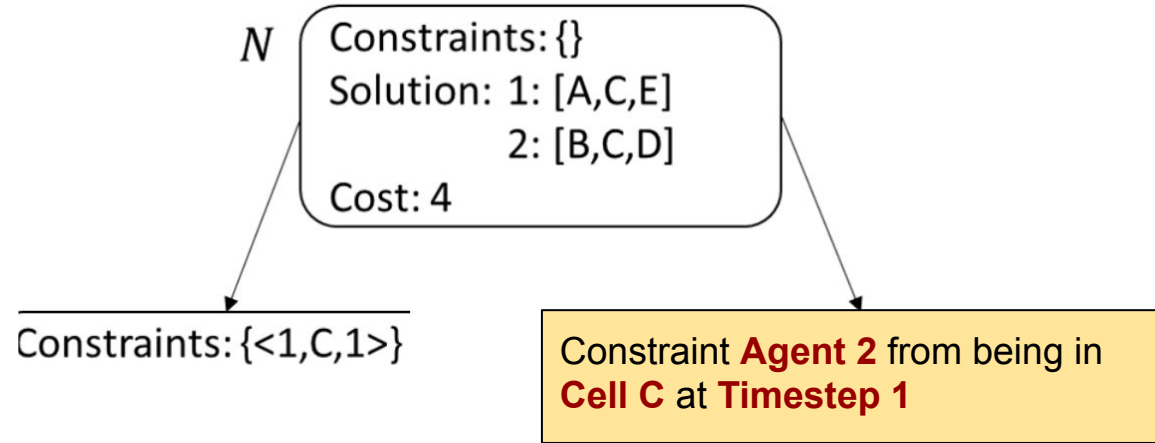 N
Constraints: {}
Solution: 1: [A,C,E]
2: [B,C,D]
Cost: 4
Constraints: {<1,C,1>}
Constraint Agent 2 from being in
Cell C at Timestep 1